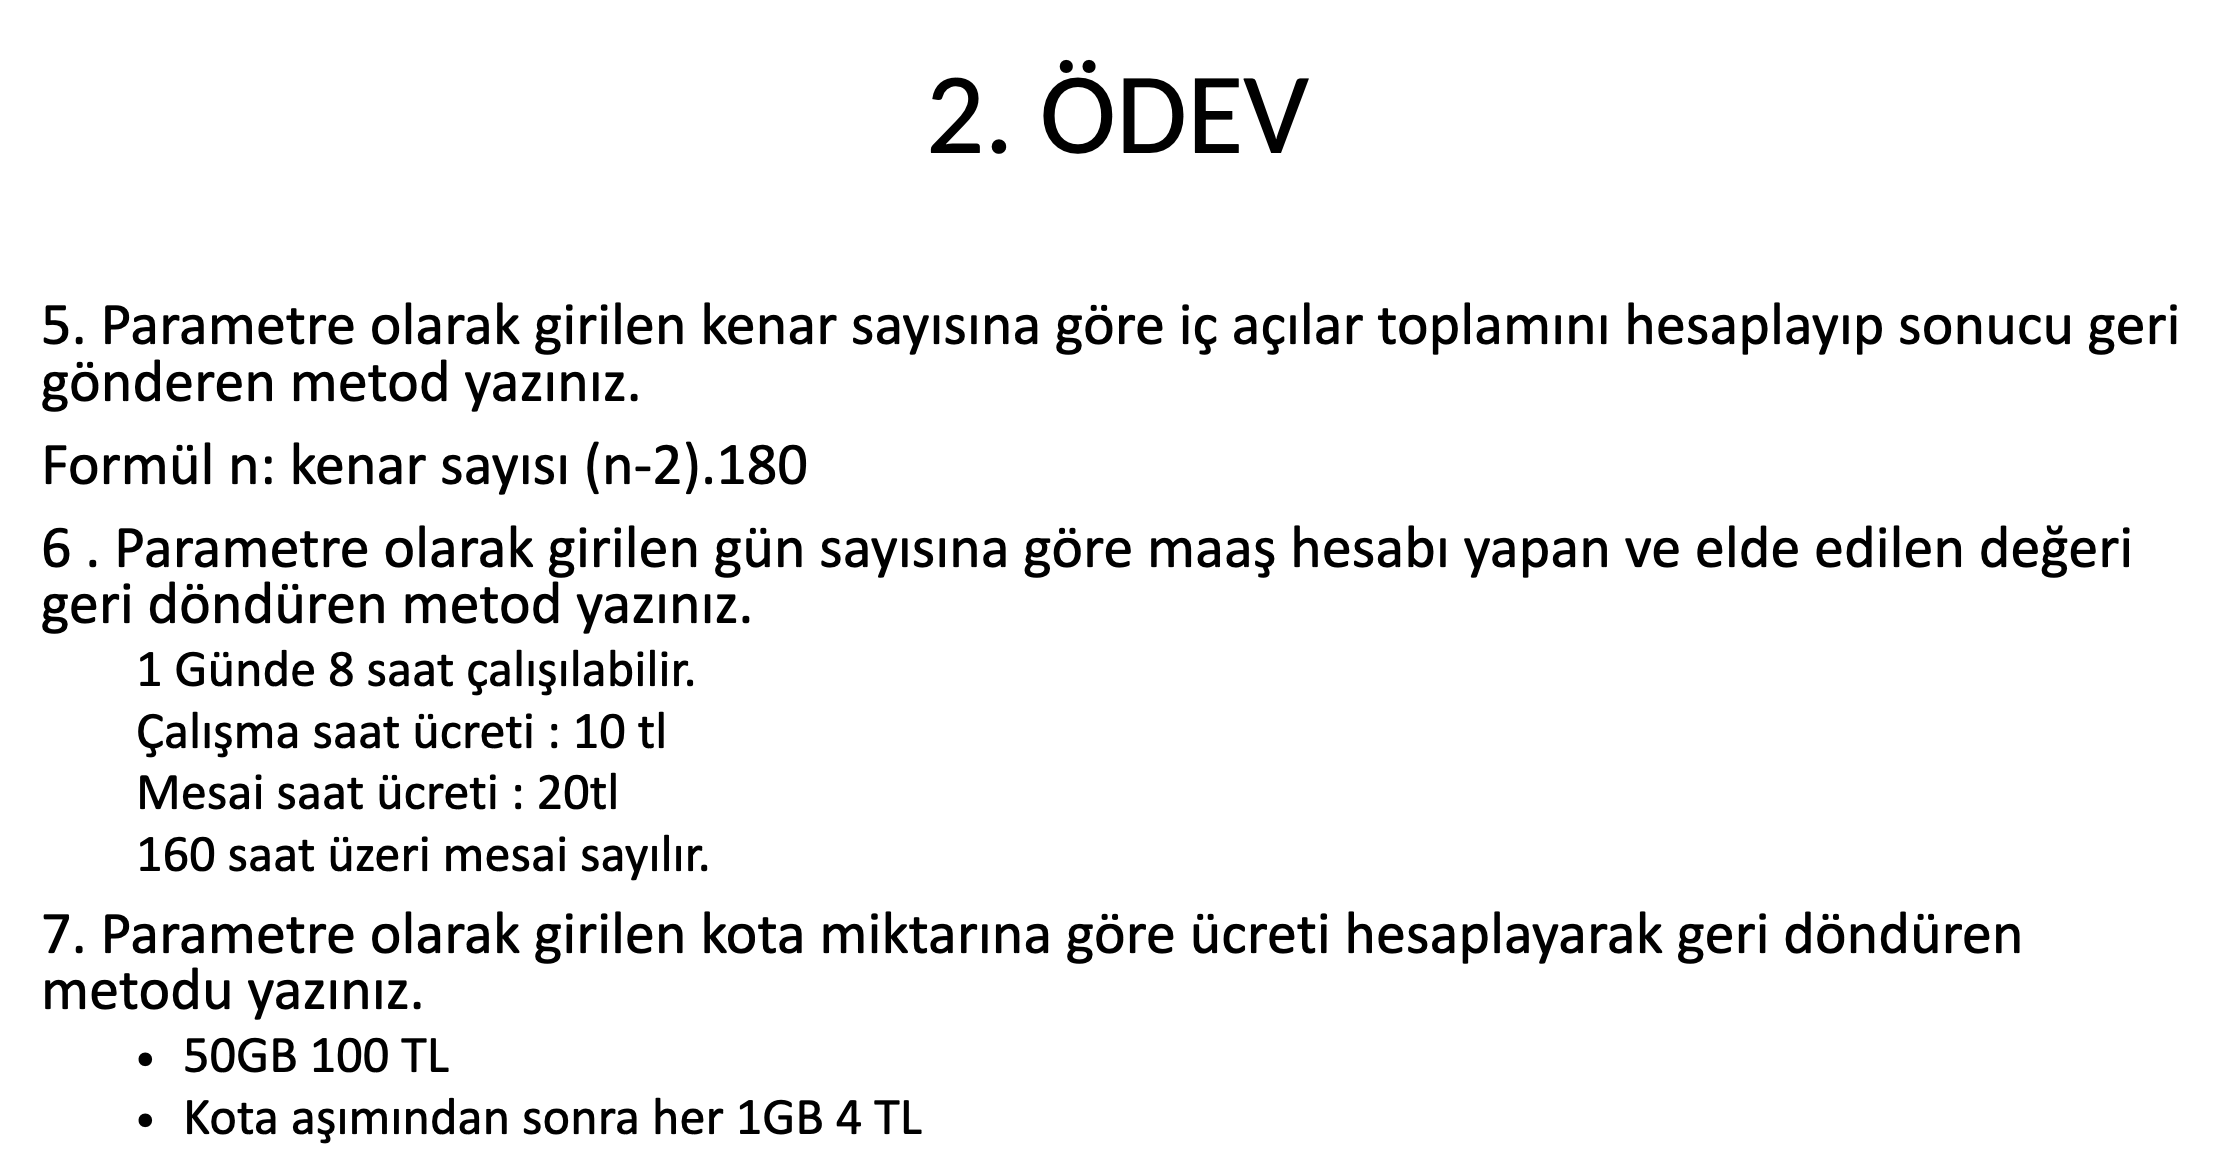 2. ÖDEV
5. Parametre olarak girilen kenar sayısına göre iç açılar toplamını hesaplayıp sonucu geri
gönderen metod yazınız.
Formül n: kenar sayısı (n-2).180
6 . Parametre olarak girilen gün sayısına göre maaş hesabı yapan ve elde edilen değeri
geri döndüren metod yazınız.
1 Günde 8 saat çalışılabilir.
Çalışma saat ücreti : 10 tl
Mesai saat ücreti : 20tl
160 saat üzeri mesai sayılır.
7. Parametre olarak girilen kota miktarına göre ücreti hesaplayarak geri döndüren
metodu yazınız.
• 50GB 100 TL
• Kota aşımından sonra her 1GB 4 TL